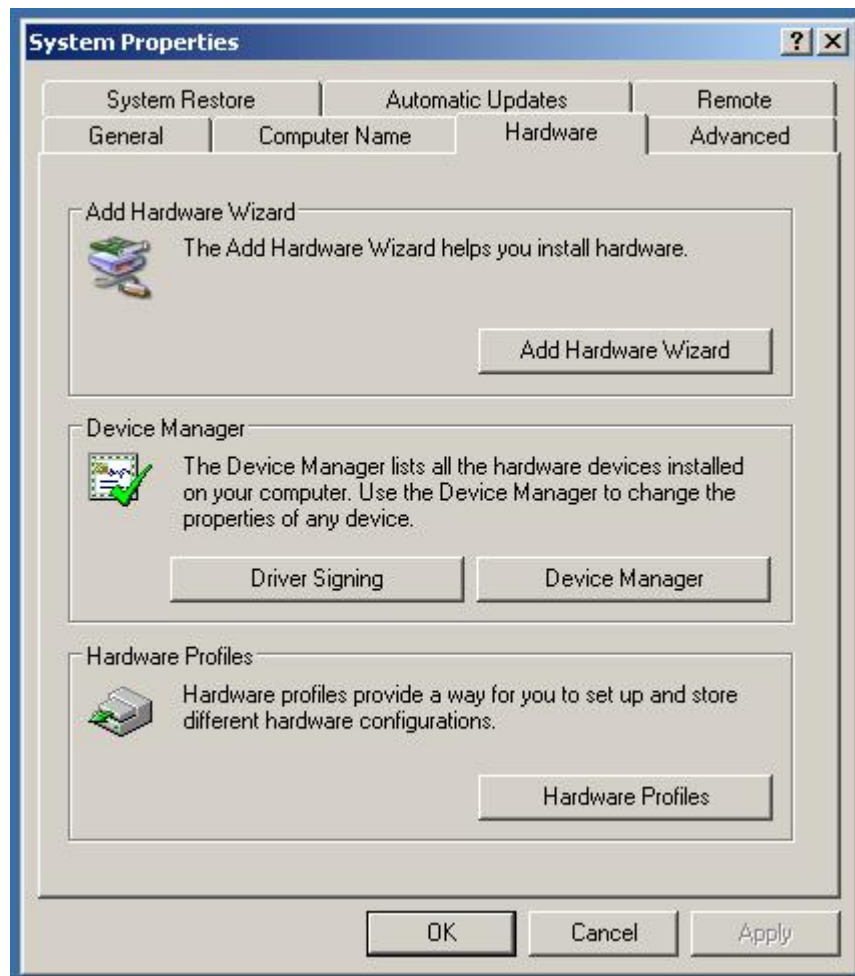 System Properties
System Restore
Automatic Updates
Remote
General
Computer Name
Hardware
Advanced
Add Hardware Wizard
The Add Hardware Wizard helps you install hardware.
Add Hardware Wizard
Device Manager
The Device Manager lists all the hardware devices installed
on your computer. Use the Device Manager to change the
properties of any device.
Driver Signing
Device Manager
Hardware Profiles
Hardware profiles provide a way for you to set up and store
different hardware configurations.
Hardware Profiles
OK
Cancel
Apply